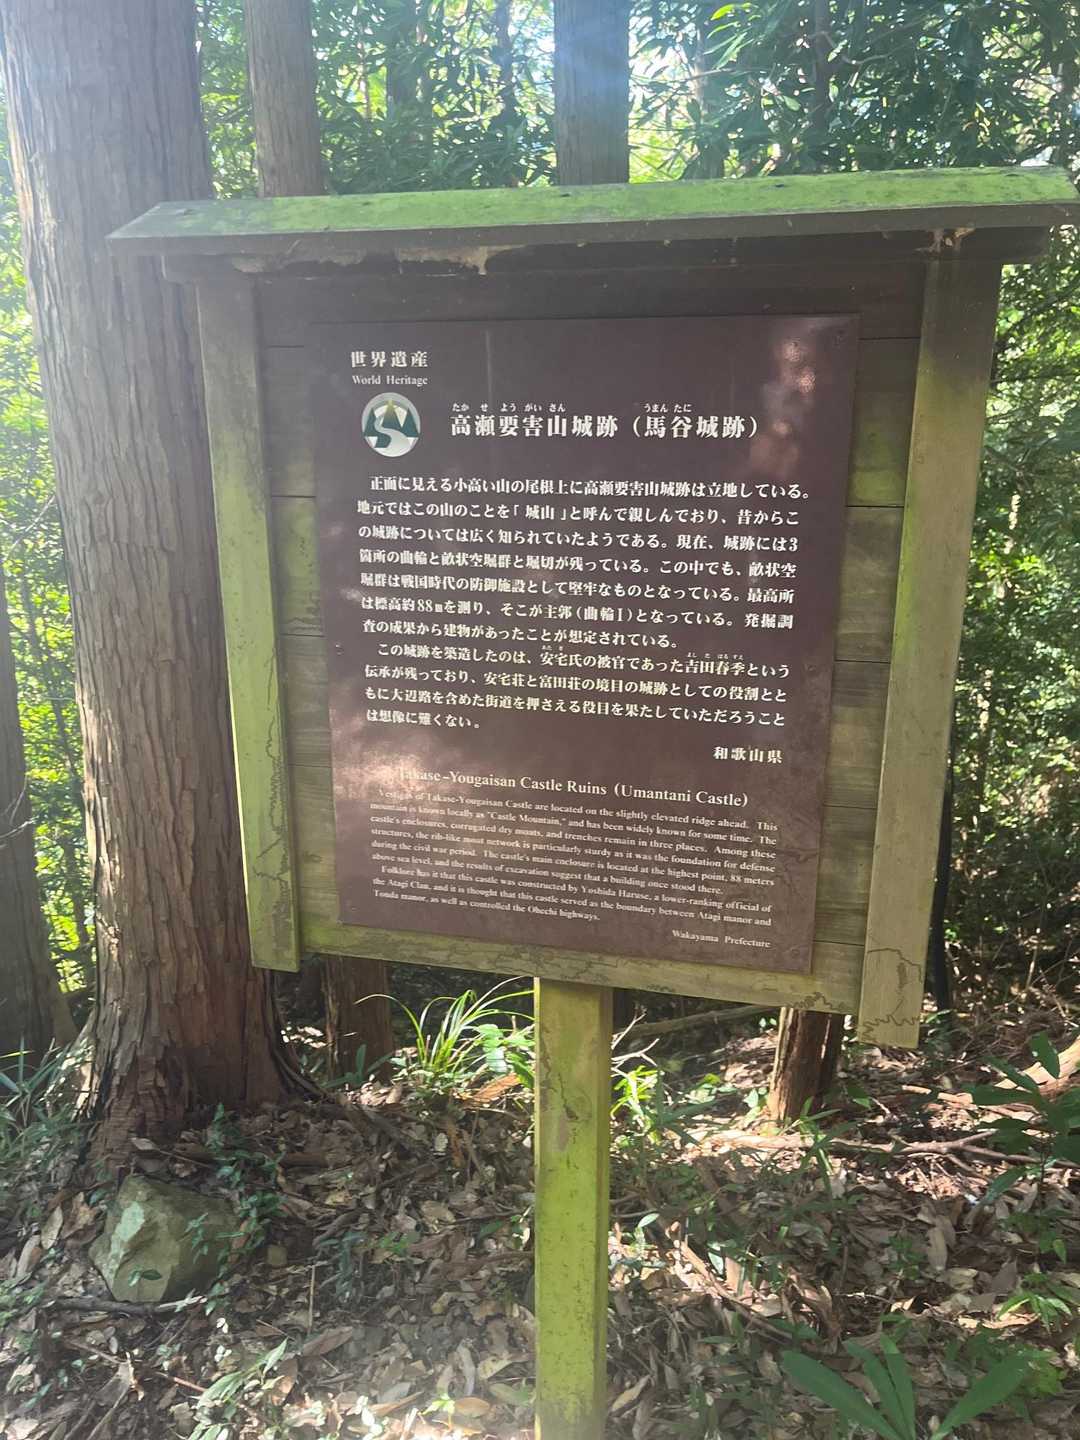 世界遺産
World Heritage
たか せ よう がい さん うまん たに
高瀬要害山城跡（馬谷城跡）
正面に見える小高い山の尾根上に高瀬要害山城跡は立地している。
地元ではこの山のことを「城山」と呼んで親しんでおり、昔からこ
の城跡については広く知られていたようである。現在、城跡には3
箇所の曲輪と畝状空堀群と堀切が残っている。この中でも、畝状空
堀群は戦国時代の防御施設として堅牢なものとなっている。最高所
は標高約88mを測り、そこが主郭（曲輪I）となっている。発掘調
査の成果から建物があったことが想定されている。
あた ぎ よし だ はる すえ
この城跡を築造したのは、安宅氏の被官であった吉田春季という
伝承が残っており、安宅荘と富田荘の境目の城跡としての役割とと
もに大辺路を含めた街道を押さえる役目を果たしていただろうこと
は想像に難くない。
和歌山県
Takase-Yougaisan Castle Ruins (Umantani Castle)
Vestiges of Takase-Yougaisan Castle are located on the slightly elevated ridge ahead. This
mountain is known locally as "Castle Mountain," and has been widely known for some time. The
castle's enclosures, corrugated dry moats, and trenches remain in three places. Among these
structures, the rib-like moat network is particularly sturdy as it was the foundation for defense
during the civil war period. The castle's main enclosure is located at the highest point, 88 meters
above sea level, and the results of excavation suggest that a building once stood there.
Folklore has it that this castle was constructed by Yoshida Haruse, a lower-ranking official of
the Atagi Clan, and it is thought that this castle served as the boundary between Atagi manor and
Tonda manor, as well as controlled the Ohechi highways.
Wakayama Prefecture